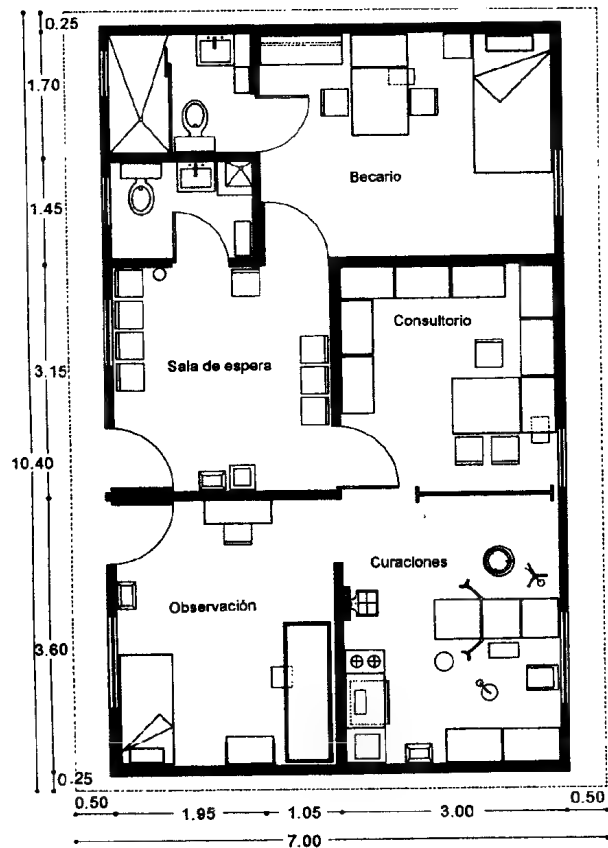 0.25
1.70
1.45
3.15
10.40
3.60
0.25
Becario
Consultorio
Sala de espera
Curaciones
Observación
0.50
1.95
1.05
3.00
0.50
7.00